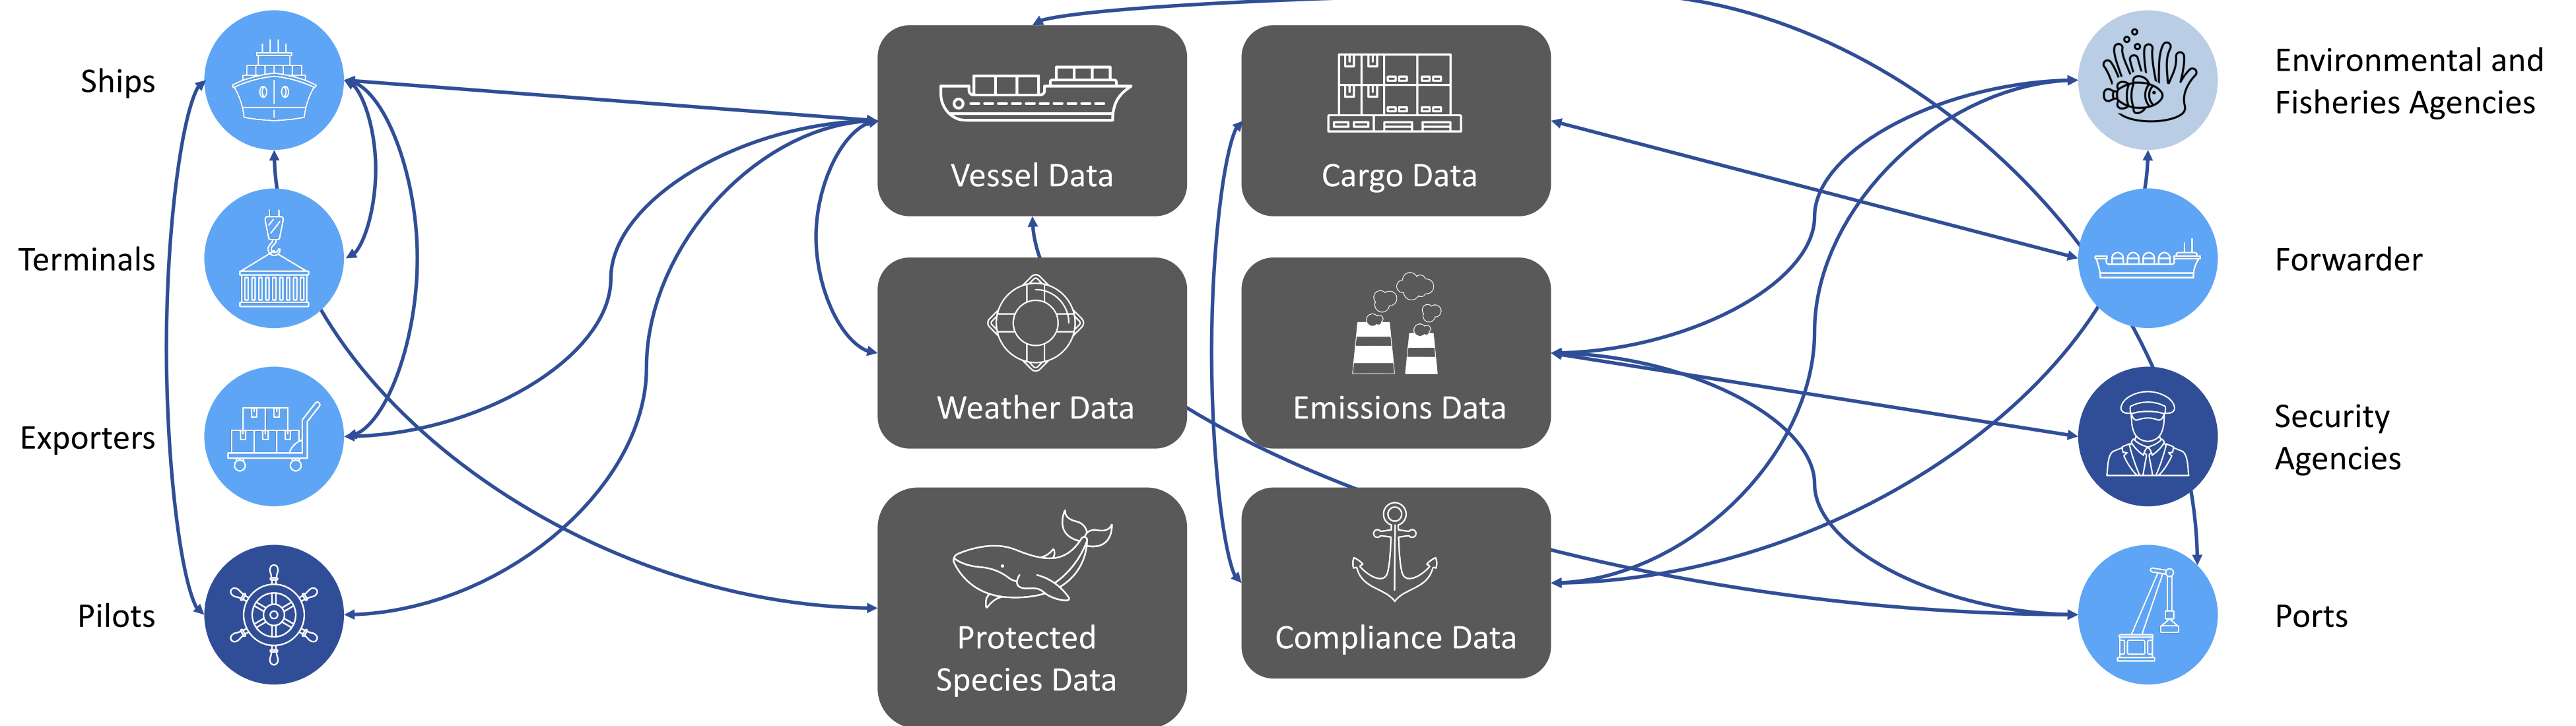 Ships
Terminals
Exporters
Pilots
Vessel Data
Cargo Data
Weather Data
Emissions Data
Protected
Species Data
Compliance Data
Environmental and
Fisheries Agencies
Forwarder
Security
Agencies
Ports